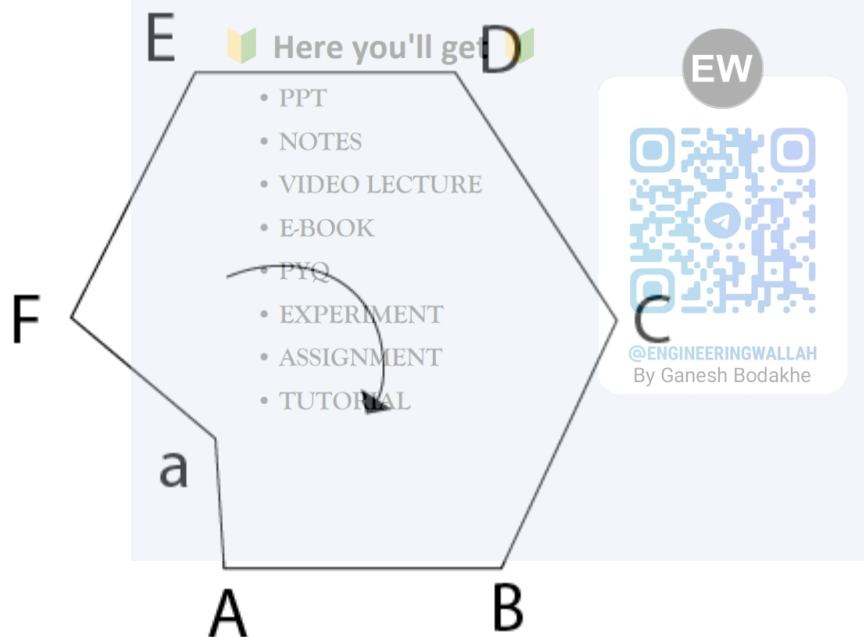 E
Here you'll get
D
EW
• PPT
• NOTES
• VIDEO LECTURE
• E-BOOK
• PYQ
• EXPERIMENT
• ASSIGNMENT
• TUTORIAL
F
C
@ENGINEERINGWALLAH
By Ganesh Bodakhe
a
A
B